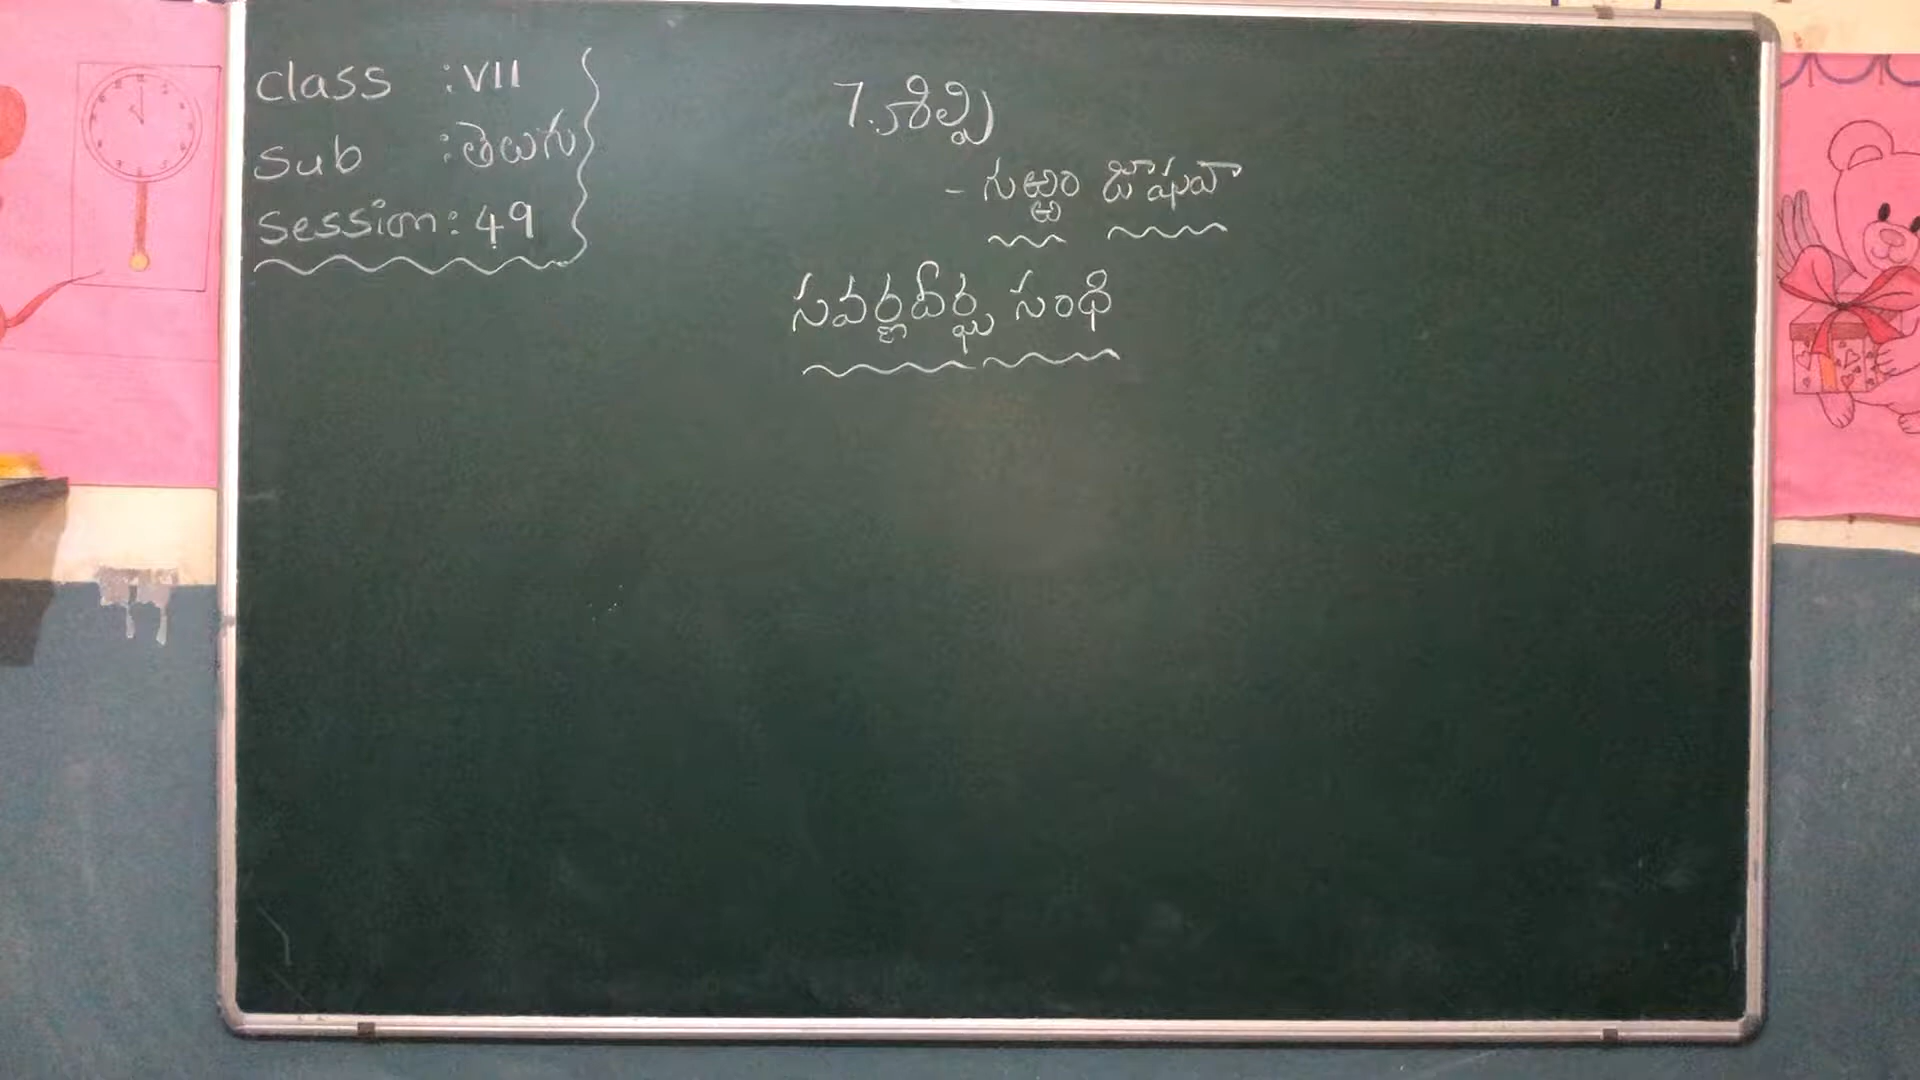 class : VII
Sub : తెలుగు
Session : 49
7. శిల్పి
- గుఱ్ఱం జాషువా
సవర్ణదీర్ఘ సంధి